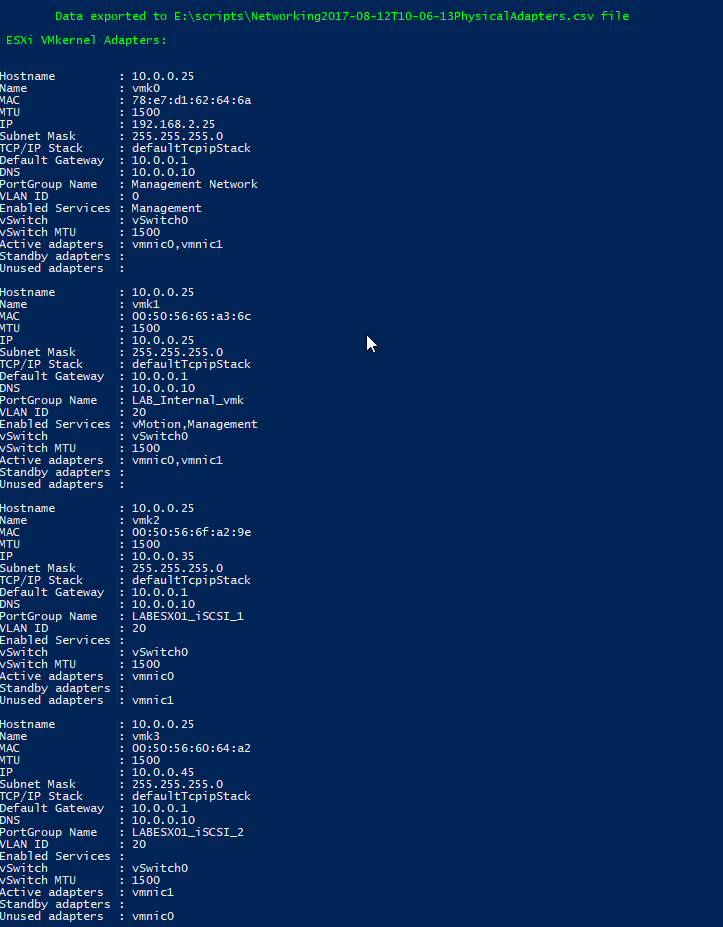 Data exported to E:\scripts\Networking2017-08-12T10-06-13PhysicalAdapters.csv file
ESXi VMkernel Adapters:
Hostname : 10.0.0.25
Name : vmk0
MAC : 78:e7:d1:62:64:6a
MTU : 1500
IP : 192.168.2.25
Subnet Mask : 255.255.255.0
TCP/IP Stack : defaultTcpipStack
Default Gateway : 10.0.0.1
DNS : 10.0.0.10
PortGroup Name : Management Network
VLAN ID : 0
Enabled Services : Management
vSwitch : vSwitch0
vSwitch MTU : 1500
Active adapters : vmnic0,vmnic1
Standby adapters :
Unused adapters :
Hostname : 10.0.0.25
Name : vmk1
MAC : 00:50:56:65:a3:6c
MTU : 1500
IP : 10.0.0.25
Subnet Mask : 255.255.255.0
TCP/IP Stack : defaultTcpipStack
Default Gateway : 10.0.0.1
DNS : 10.0.0.10
PortGroup Name : LAB_Internal_vmk
VLAN ID : 20
Enabled Services : vMotion,Management
vSwitch : vSwitch0
vSwitch MTU : 1500
Active adapters : vmnic0,vmnic1
Standby adapters :
Unused adapters :
Hostname : 10.0.0.25
Name : vmk2
MAC : 00:50:56:6f:a2:9e
MTU : 1500
IP : 10.0.0.35
Subnet Mask : 255.255.255.0
TCP/IP Stack : defaultTcpipStack
Default Gateway : 10.0.0.1
DNS : 10.0.0.10
PortGroup Name : LABESX01_iSCSI_1
VLAN ID : 20
Enabled Services :
vSwitch : vSwitch0
vSwitch MTU : 1500
Active adapters : vmnic0
Standby adapters :
Unused adapters : vmnic1
Hostname : 10.0.0.25
Name : vmk3
MAC : 00:50:56:60:64:a2
MTU : 1500
IP : 10.0.0.45
Subnet Mask : 255.255.255.0
TCP/IP Stack : defaultTcpipStack
Default Gateway : 10.0.0.1
DNS : 10.0.0.10
PortGroup Name : LABESX01_iSCSI_2
VLAN ID : 20
Enabled Services :
vSwitch : vSwitch0
vSwitch MTU : 1500
Active adapters : vmnic1
Standby adapters :
Unused adapters : vmnic0